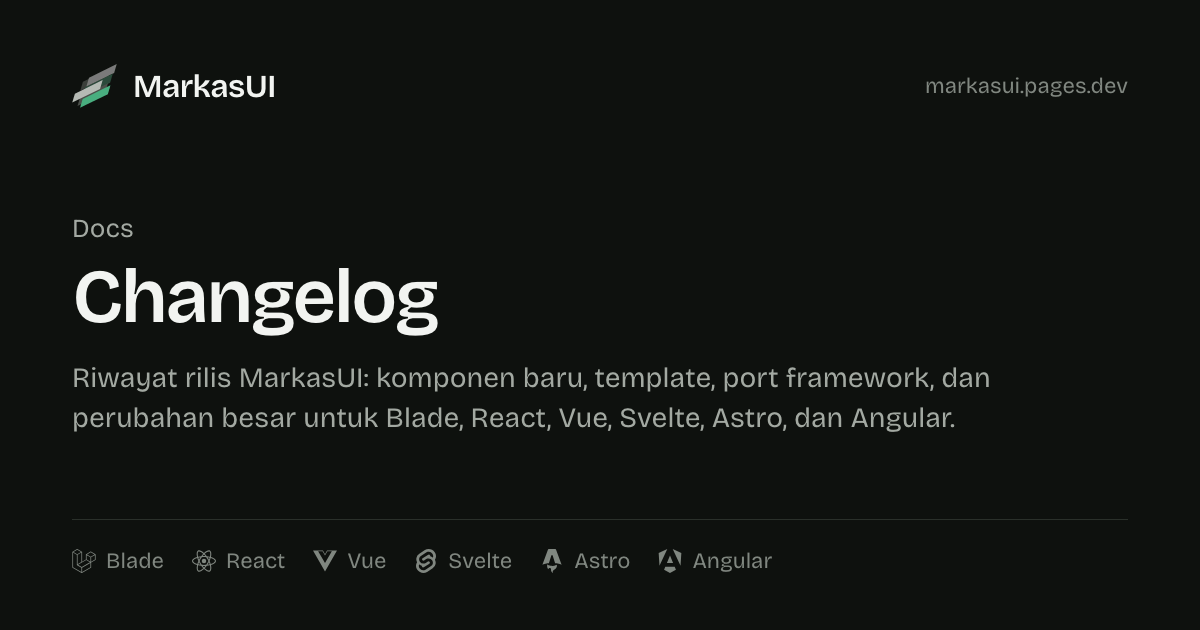 MarkasUI
markasui.pages.dev
Docs
Changelog
Riwayat rilis MarkasUI: komponen baru, template, port framework, dan
perubahan besar untuk Blade, React, Vue, Svelte, Astro, dan Angular.
Blade React Vue Svelte Astro Angular